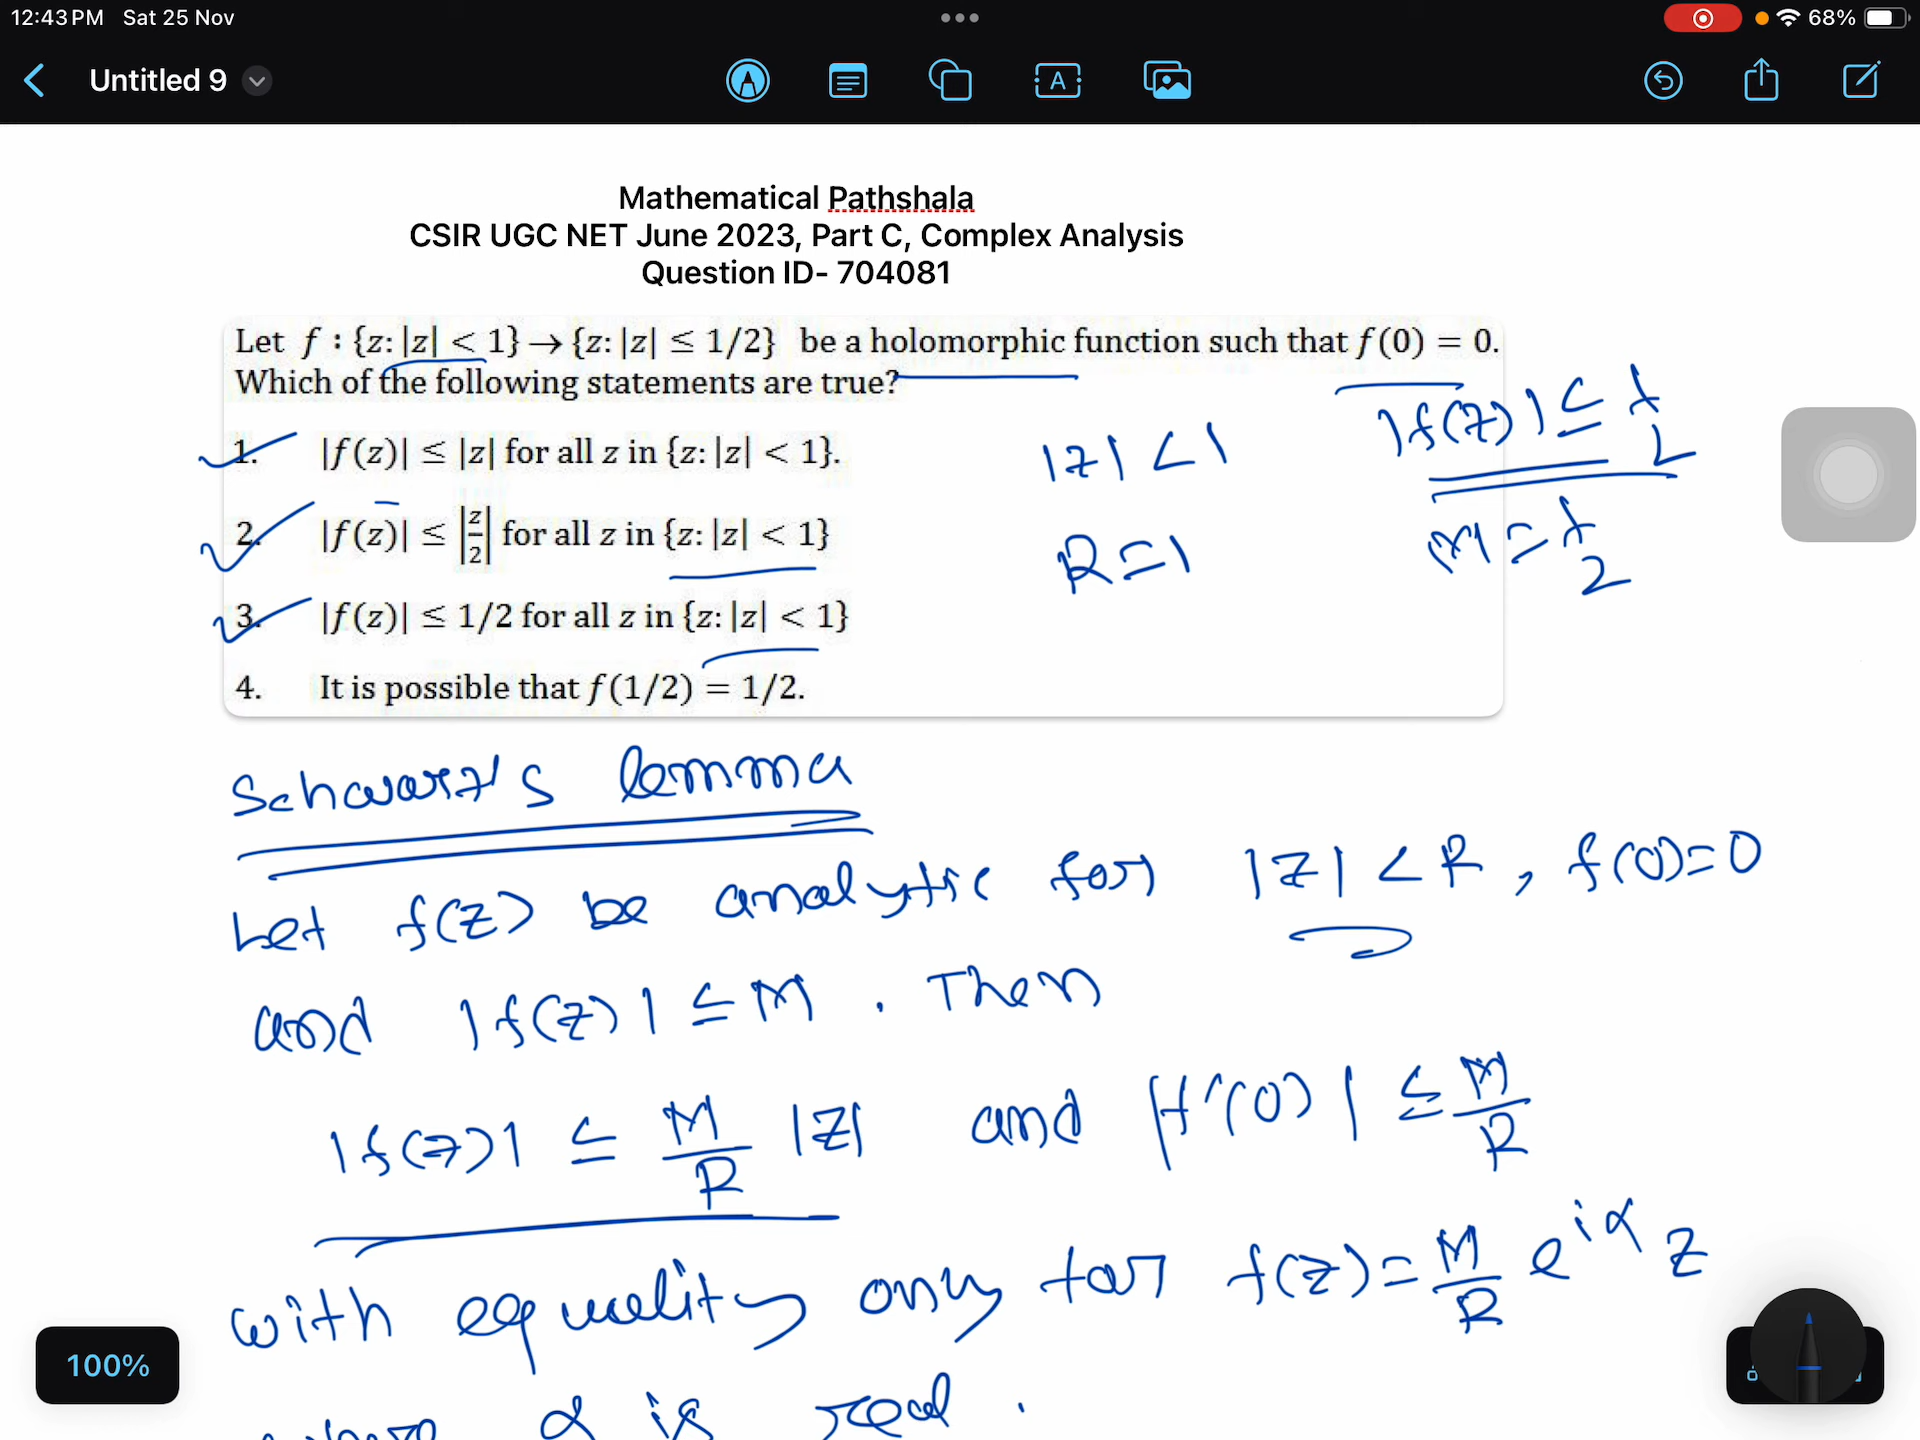 12:43 PM Sat 25 Nov
68%
Untitled 9
A
Mathematical Pathshala
CSIR UGC NET June 2023, Part C, Complex Analysis
Question ID- 704081
Let f : {z: |z| < 1} → {z: |z| ≤ 1/2} be a holomorphic function such that f(0) = 0.
Which of the following statements are true?
1. |f(z)| ≤ |z| for all z in {z: |z| < 1}.
2. |f(z)| ≤ |z/2| for all z in {z: |z| < 1}
3. |f(z)| ≤ 1/2 for all z in {z: |z| < 1}
4. It is possible that f(1/2) = 1/2.
|z| < 1
|f(z)| ≤ 1/2
R = 1
M = 1/2
Schwarz's lemma
Let f(z) be analytic for |z| < R, f(0)=0
and |f(z)| ≤ M. Then
|f(z)| ≤ M/R |z| and |f'(0)| ≤ M/R
with equality only for f(z) = M/R e^{iα} z
α is real.
100%